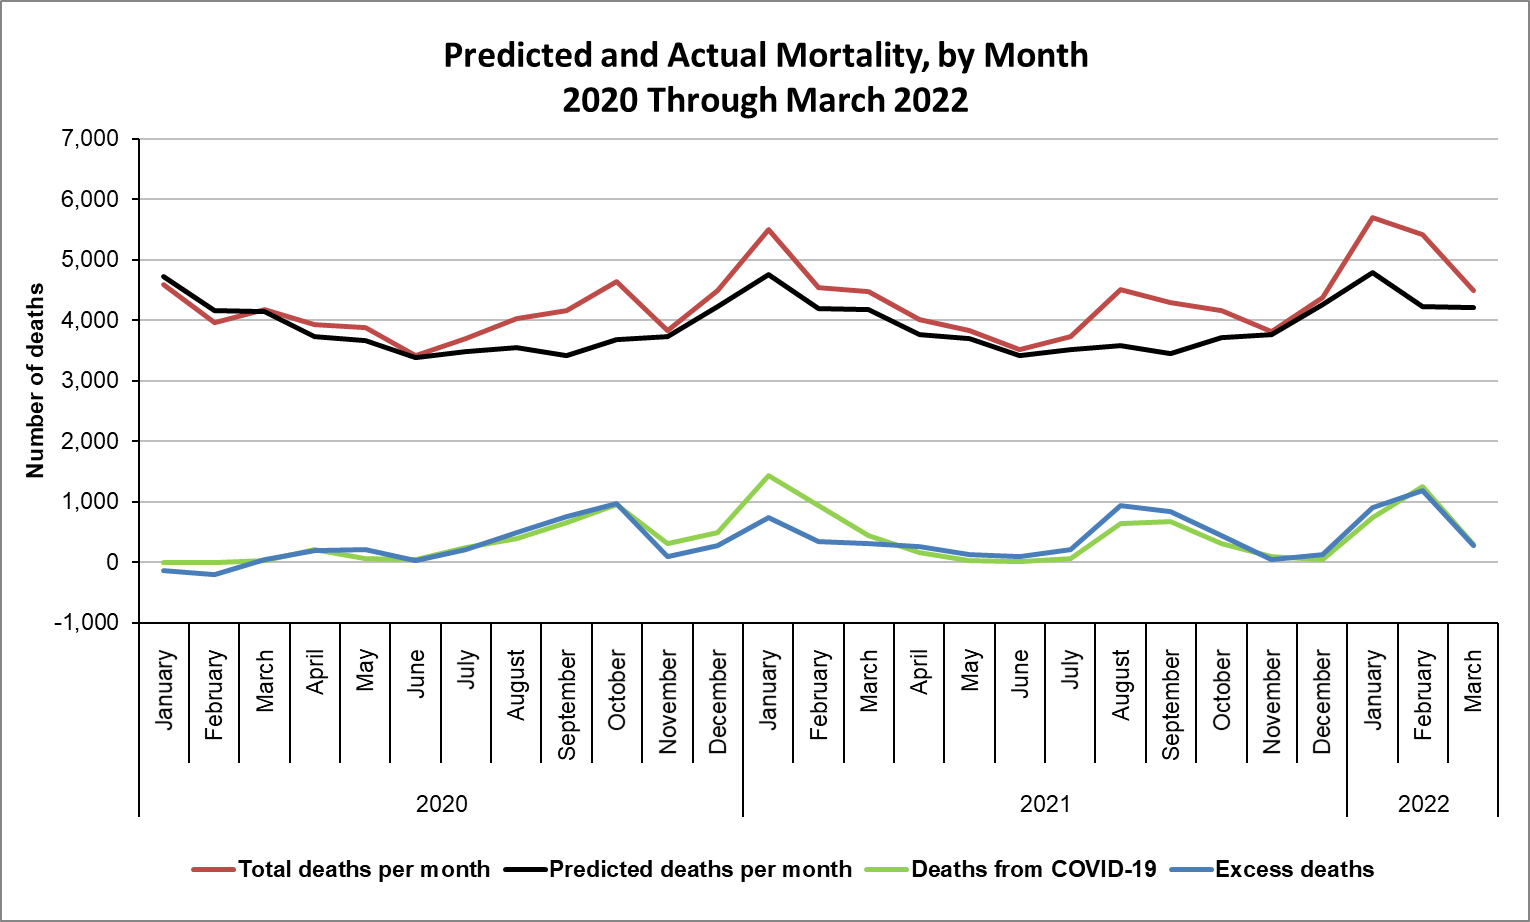 Predicted and Actual Mortality, by Month
2020 Through March 2022
Number of deaths
7,000
6,000
5,000
4,000
3,000
2,000
1,000
0
-1,000
January
February
March
April
May
June
July
August
September
October
November
December
January
February
March
April
May
June
July
August
September
October
November
December
January
February
March
2020
2021
2022
Total deaths per month
Predicted deaths per month
Deaths from COVID-19
Excess deaths